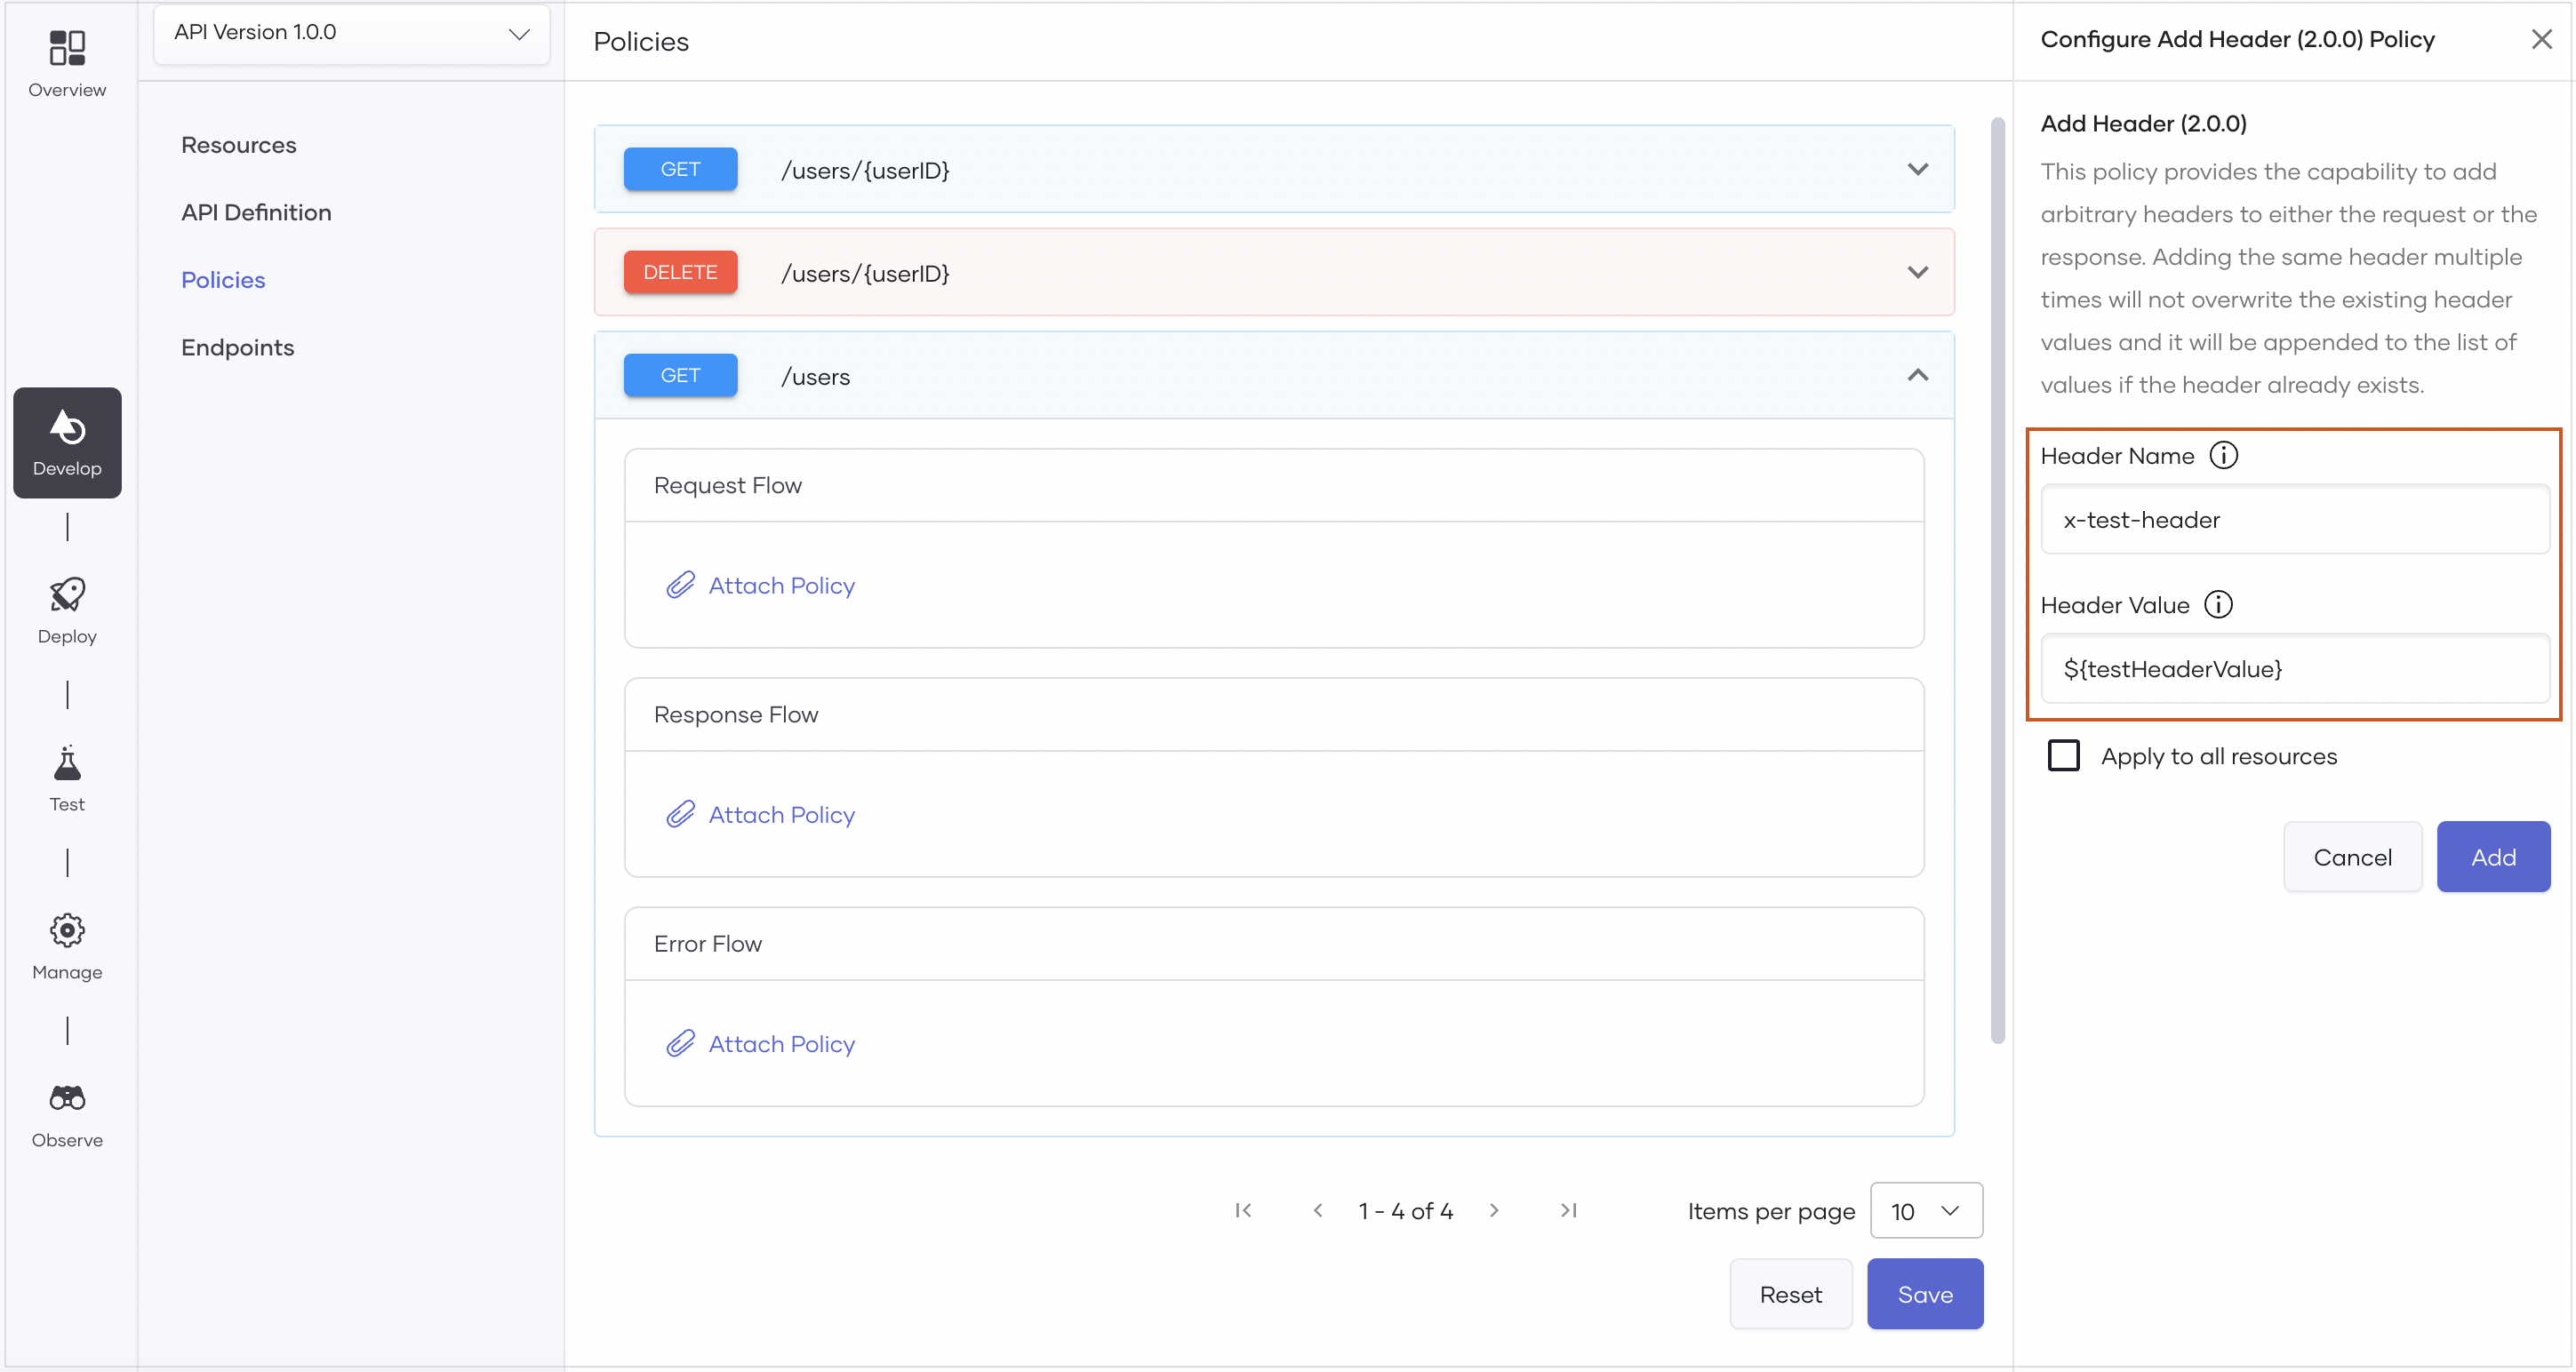 Overview
Develop
Deploy
Test
Manage
Observe
API Version 1.0.0
Resources
API Definition
Policies
Endpoints
Policies
GET
/users/{userID}
DELETE
/users/{userID}
GET
/users
Request Flow
Attach Policy
Response Flow
Attach Policy
Error Flow
Attach Policy
1 - 4 of 4
Items per page
10
Reset
Save
Configure Add Header (2.0.0) Policy
Add Header (2.0.0)
This policy provides the capability to add
arbitrary headers to either the request or the
response. Adding the same header multiple
times will not overwrite the existing header
values and it will be appended to the list of
values if the header already exists.
Header Name
x-test-header
Header Value
${testHeaderValue}
Apply to all resources
Cancel
Add